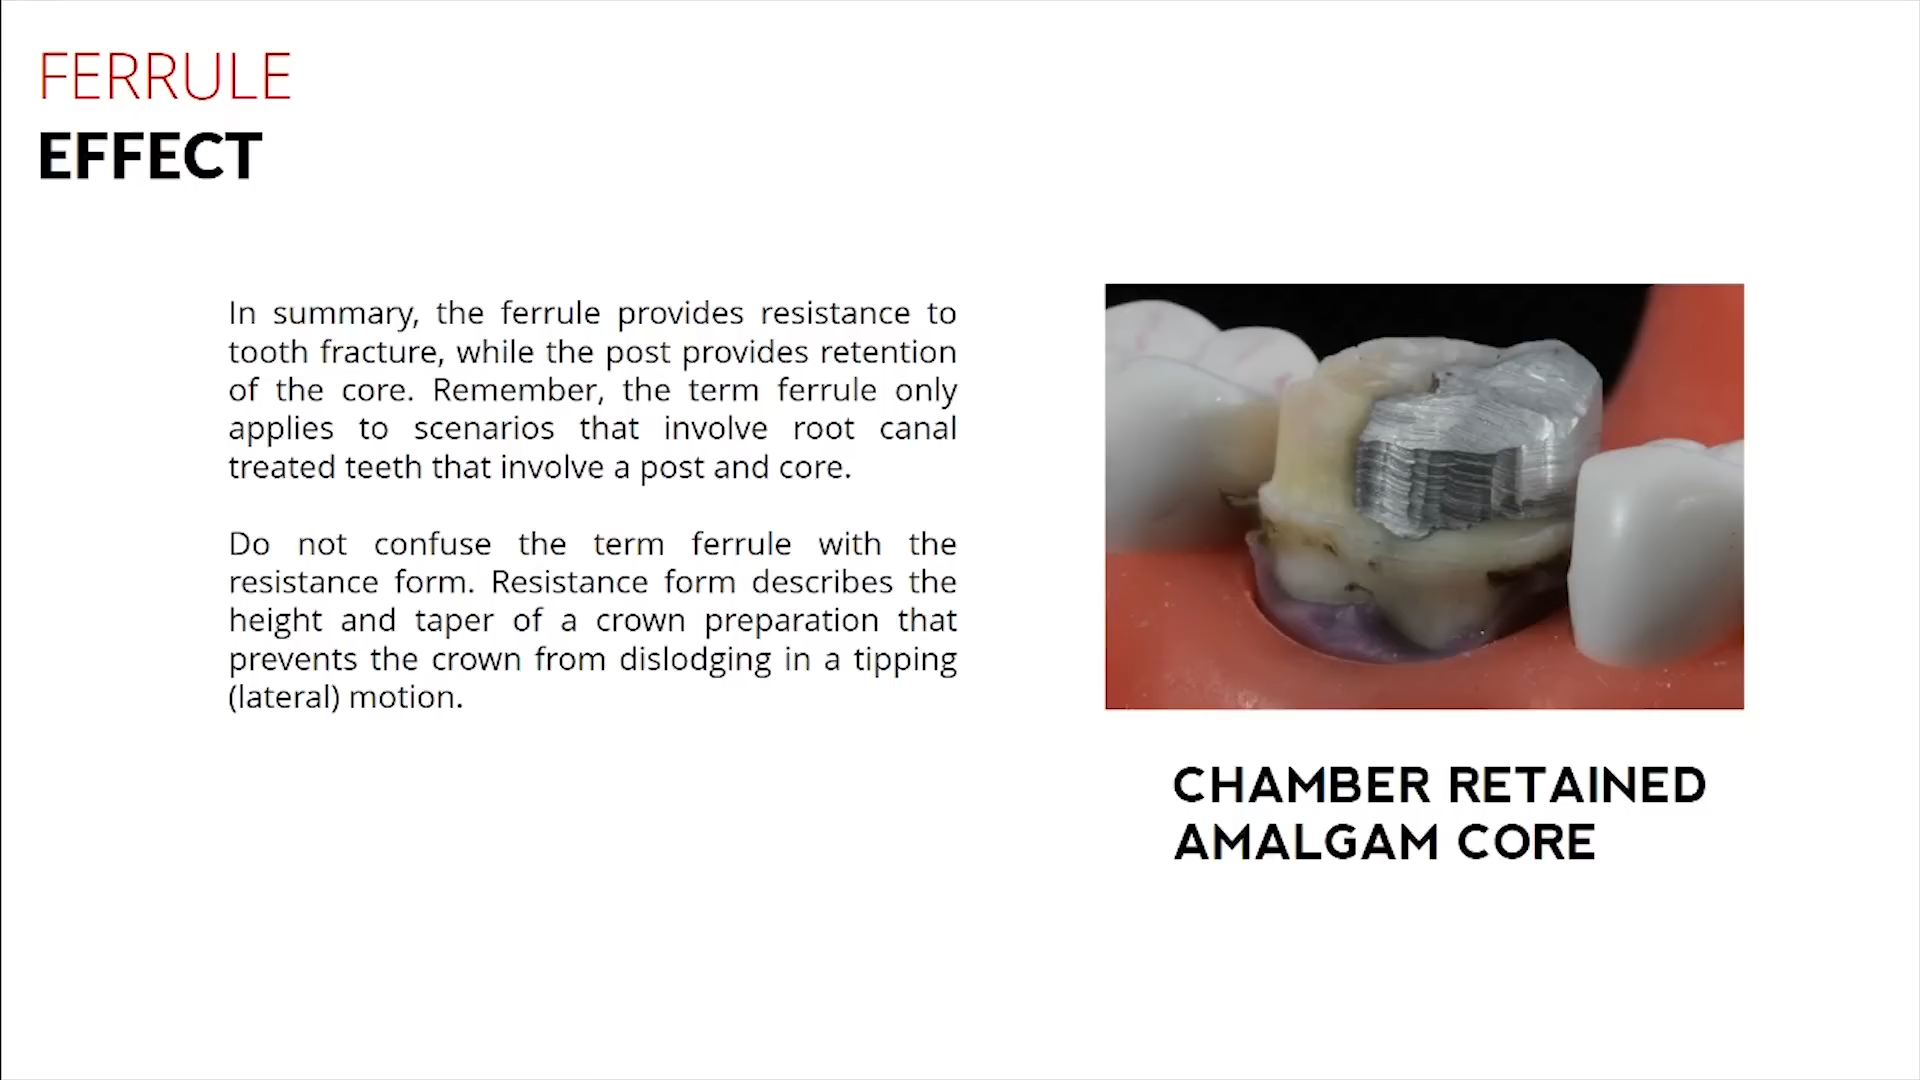 FERRULE
EFFECT
In summary, the ferrule provides resistance to
tooth fracture, while the post provides retention
of the core. Remember, the term ferrule only
applies to scenarios that involve root canal
treated teeth that involve a post and core.
Do not confuse the term ferrule with the
resistance form. Resistance form describes the
height and taper of a crown preparation that
prevents the crown from dislodging in a tipping
(lateral) motion.
CHAMBER RETAINED
AMALGAM CORE